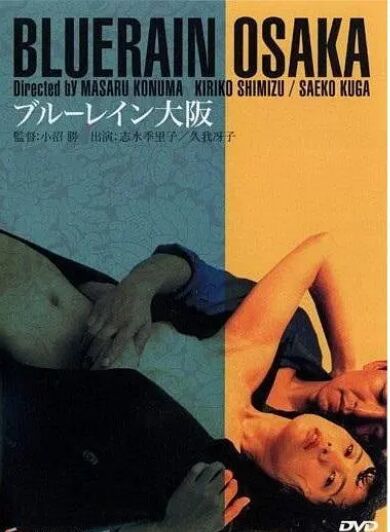 BLUERAIN OSAKA
Directed by MASARU KONUMA KIRIKO SHIMIZU / SAEKO KUGA
ブルーレイン大阪
監督:小沼 勝 出演:志水季里子/久我冴子
DVD